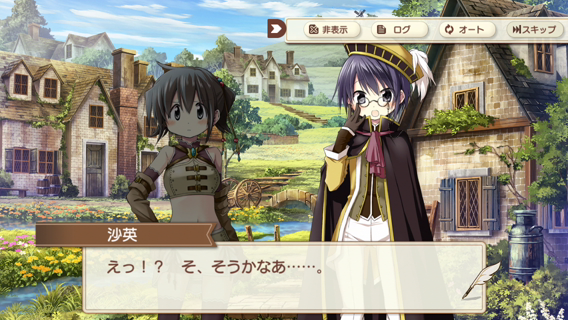 非表示
ログ
オート
スキップ
沙英
えっ！？　そ、そうかなあ……。